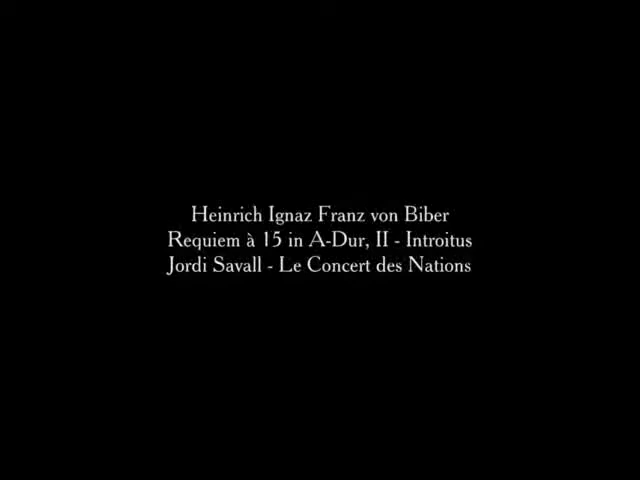 Heinrich Ignaz Franz von Biber
Requiem à 15 in A-Dur, II - Introitus
Jordi Savall - Le Concert des Nations